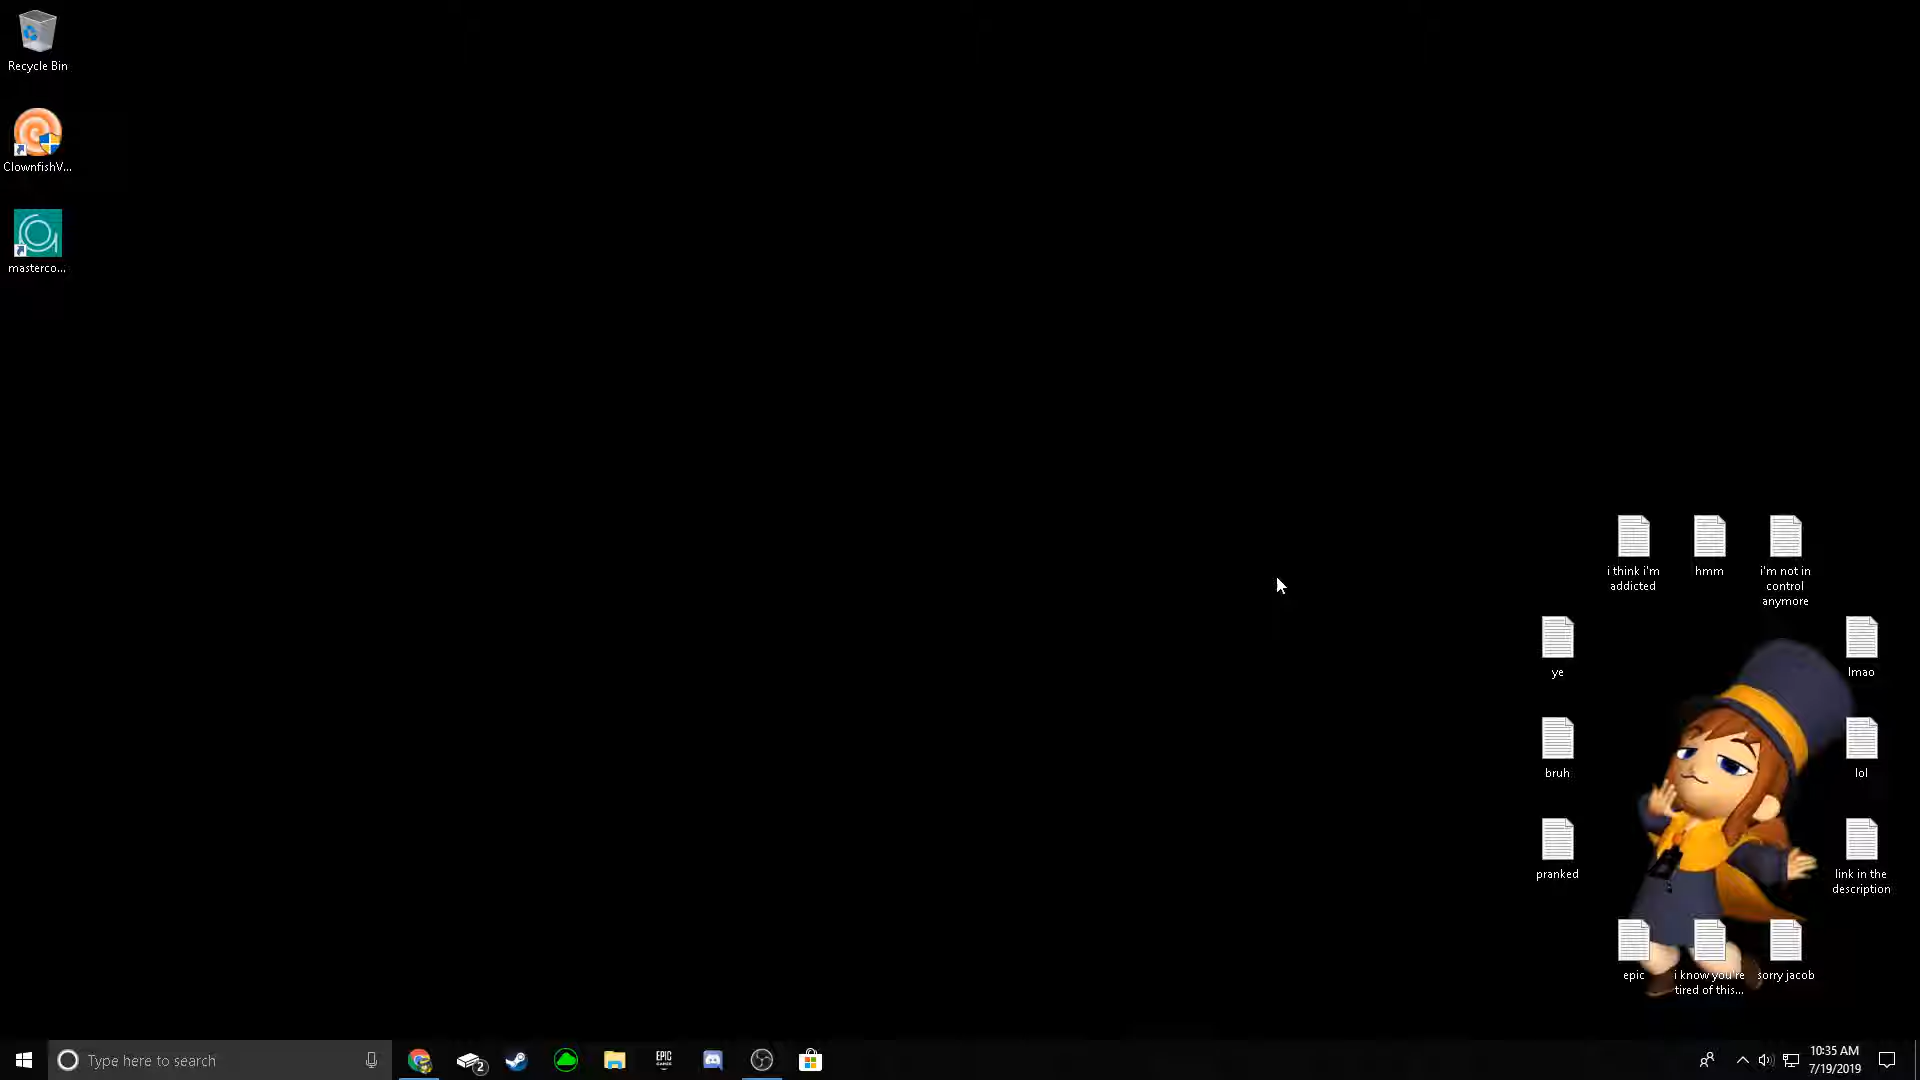 Recycle Bin
ClownfishV...
masterco...
i think i'm
addicted
hmm
i'm not in
control
anymore
ye
lmao
bruh
lol
pranked
link in the
description
epic
i know you're
tired of this...
sorry jacob
Type here to search
2
EPIC
GAMES
10:35 AM
7/19/2019